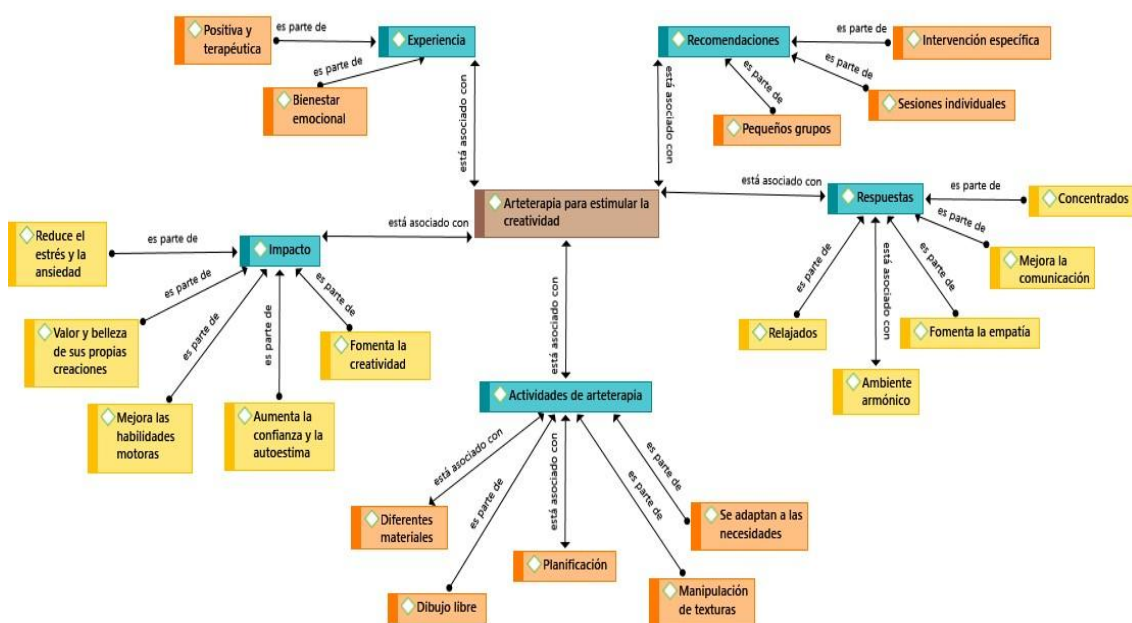 Positiva y
terapéutica
es parte de
Experiencia
es parte de
Bienestar
emocional
está asociado con
Recomendaciones
es parte de
Intervención específica
es parte de
Sesiones individuales
es parte de
Pequeños grupos
está asociado con
Arteterapia para estimular la
creatividad
está asociado con
Respuestas
es parte de
Concentrados
es parte de
Mejora la
comunicación
es parte de
Fomenta la empatía
está asociado con
Ambiente
armónico
es parte de
Relajados
está asociado con
Impacto
es parte de
Reduce el
estrés y la
ansiedad
es parte de
Valor y belleza
de sus propias
creaciones
es parte de
Mejora las
habilidades
motoras
es parte de
Aumenta la
confianza y la
autoestima
es parte de
Fomenta la
creatividad
está asociado con
Actividades de arteterapia
está asociado con
Diferentes
materiales
es parte de
Dibujo libre
está asociado con
Planificación
es parte de
Manipulación
de texturas
es parte de
Se adaptan a las
necesidades